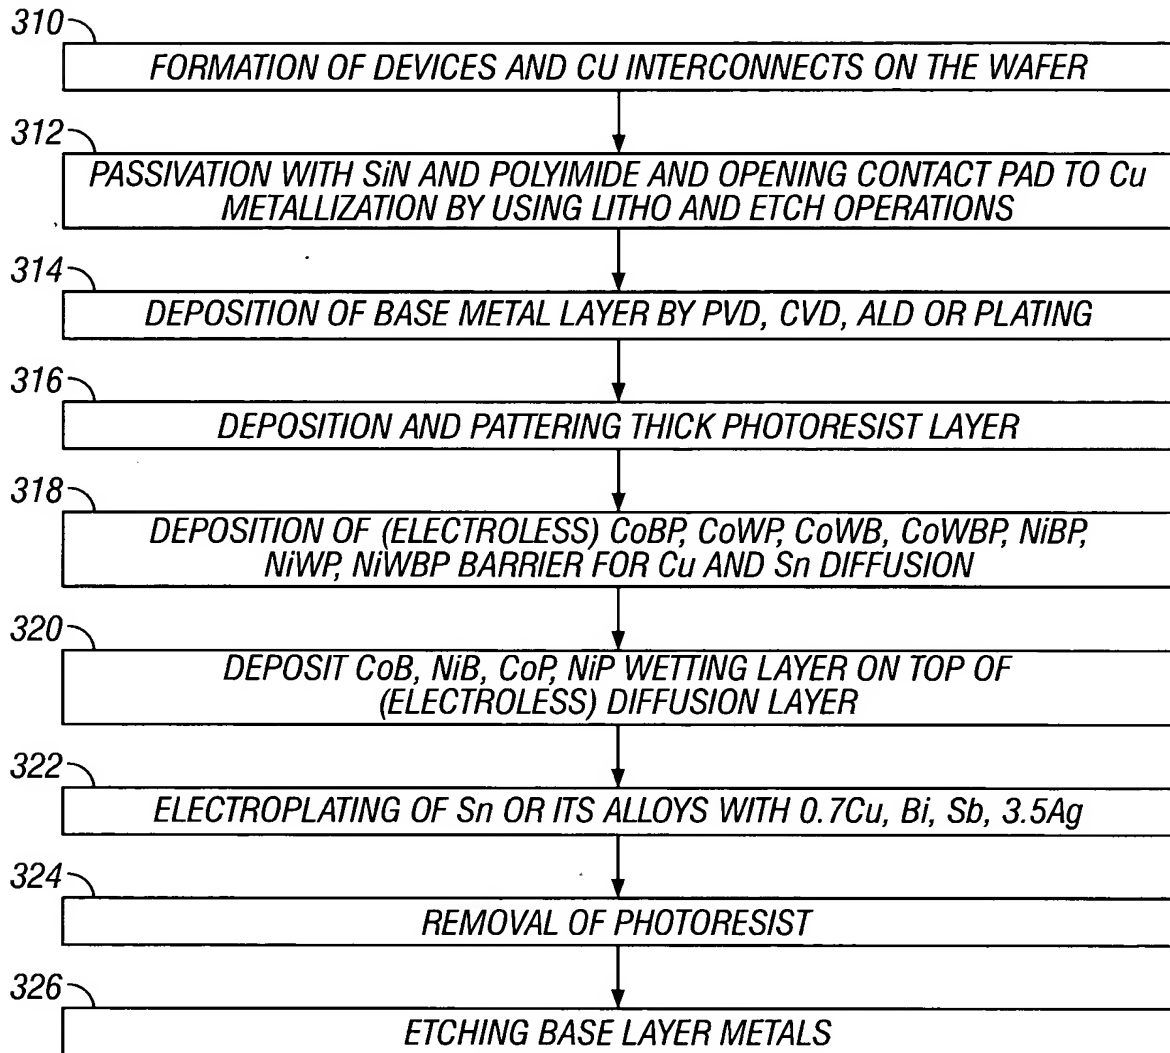 310
FORMATION OF DEVICES AND CU INTERCONNECTS ON THE WAFER
312
PASSIVATION WITH SiN AND POLYIMIDE AND OPENING CONTACT PAD TO Cu
METALLIZATION BY USING LITHO AND ETCH OPERATIONS
314
DEPOSITION OF BASE METAL LAYER BY PVD, CVD, ALD OR PLATING
316
DEPOSITION AND PATTERING THICK PHOTORESIST LAYER
318
DEPOSITION OF (ELECTROLESS) CoBP, CoWP, CoWB, CoWBP, NiBP,
NiWP, NiWBP BARRIER FOR Cu AND Sn DIFFUSION
320
DEPOSIT CoB, NiB, CoP, NiP WETTING LAYER ON TOP OF
(ELECTROLESS) DIFFUSION LAYER
322
ELECTROPLATING OF Sn OR ITS ALLOYS WITH 0.7Cu, Bi, Sb, 3.5Ag
324
REMOVAL OF PHOTORESIST
326
ETCHING BASE LAYER METALS